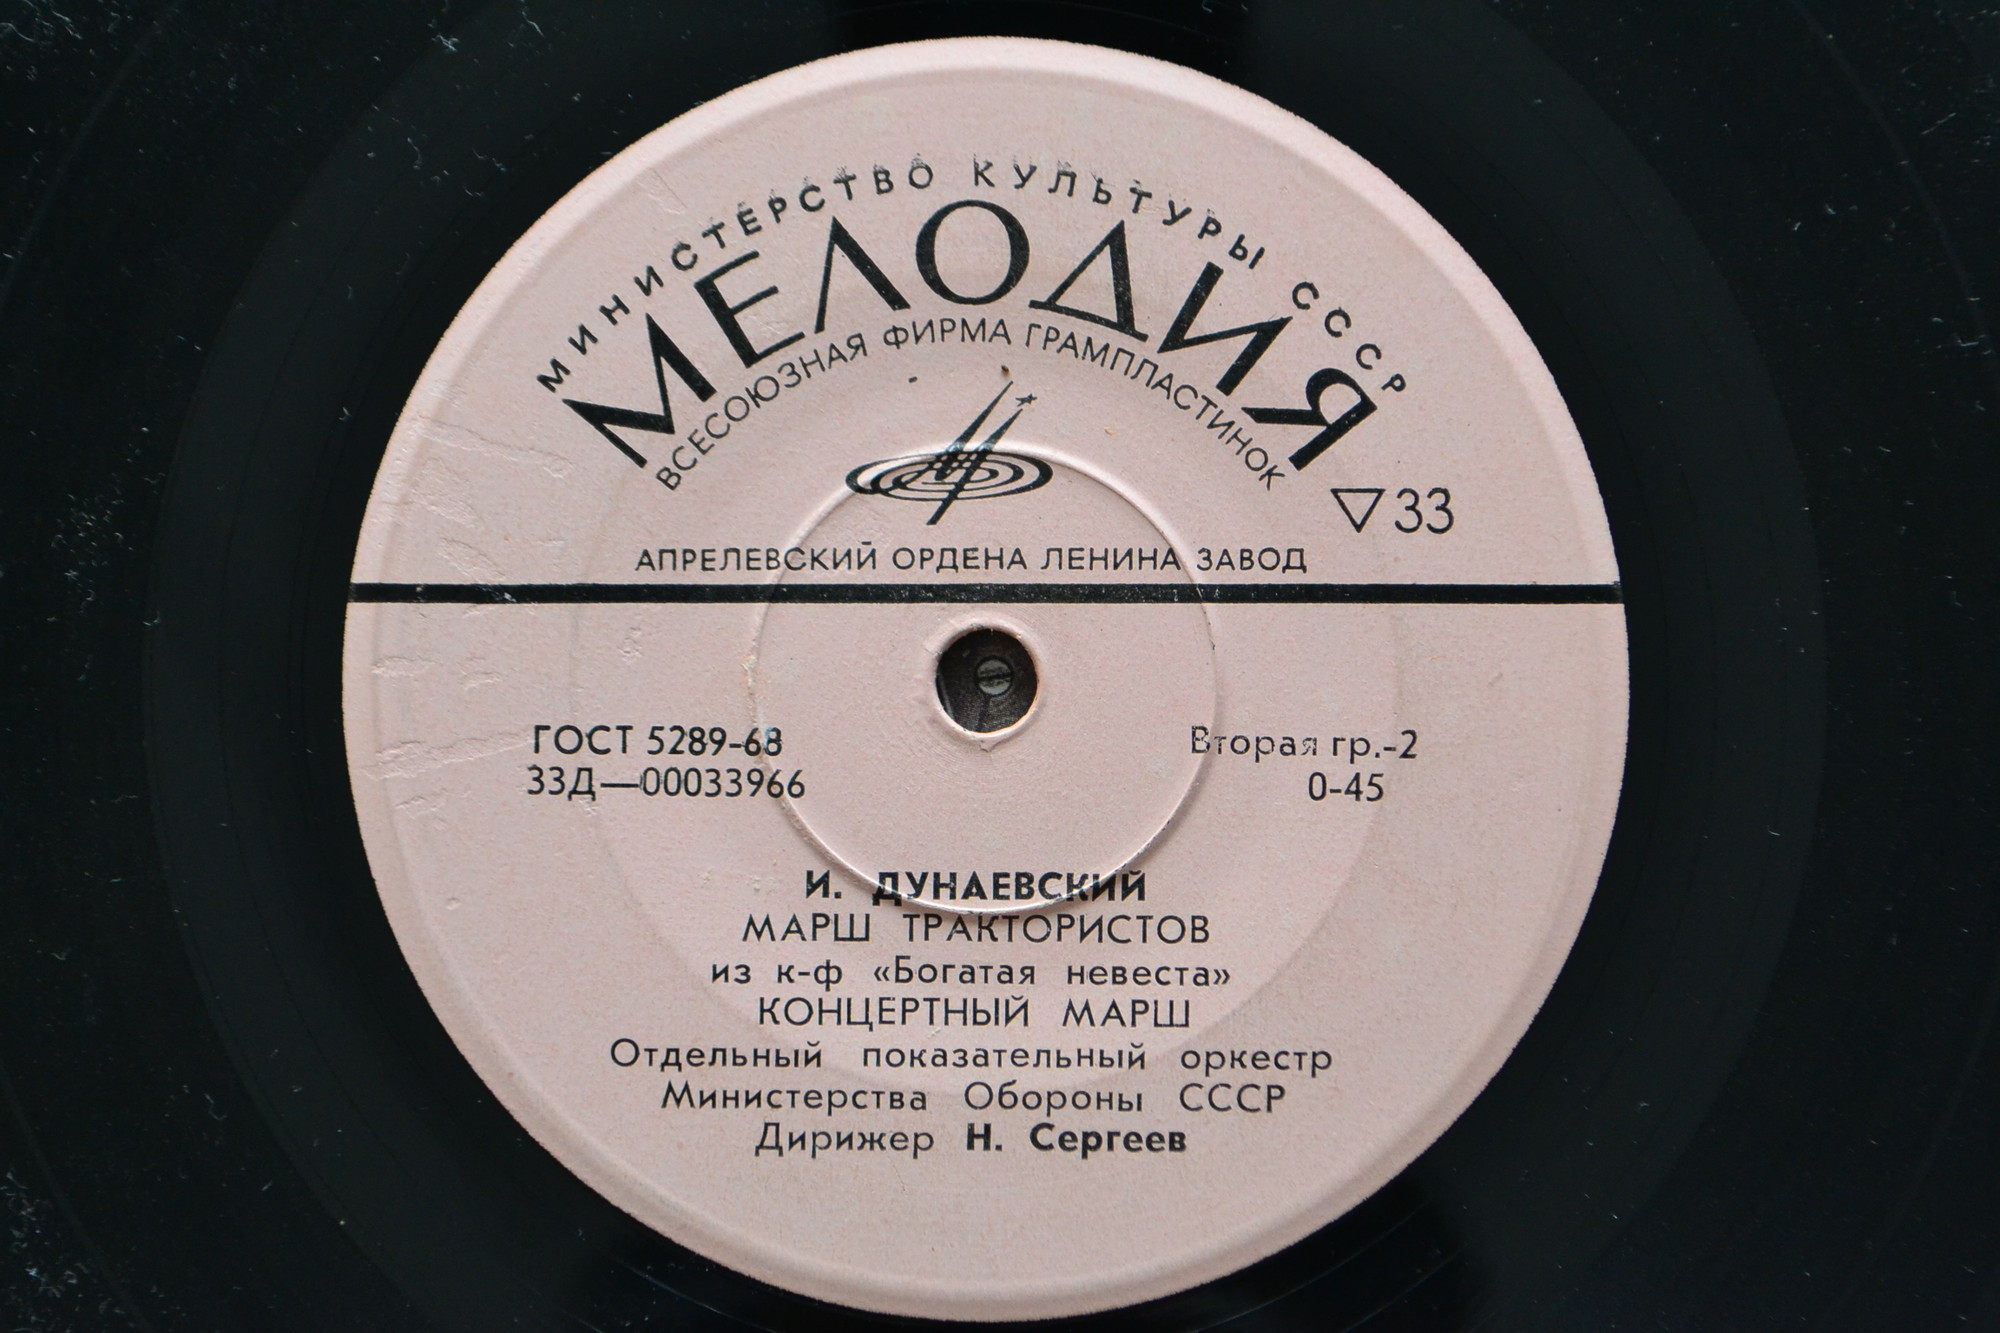 МИНИСТЕРСТВО КУЛЬТУРЫ СССР
МЕЛОДИЯ
ВСЕСОЮЗНАЯ ФИРМА ГРАМПЛАСТИНОК
▽33
АПРЕЛЕВСКИЙ ОРДЕНА ЛЕНИНА ЗАВОД
ГОСТ 5289-68
33Д—00033966
Вторая гр.-2
0-45
И. ДУНАЕВСКИЙ
МАРШ ТРАКТОРИСТОВ
из к-ф «Богатая невеста»
КОНЦЕРТНЫЙ МАРШ
Отдельный показательный оркестр
Министерства Обороны СССР
Дирижер Н. Сергеев